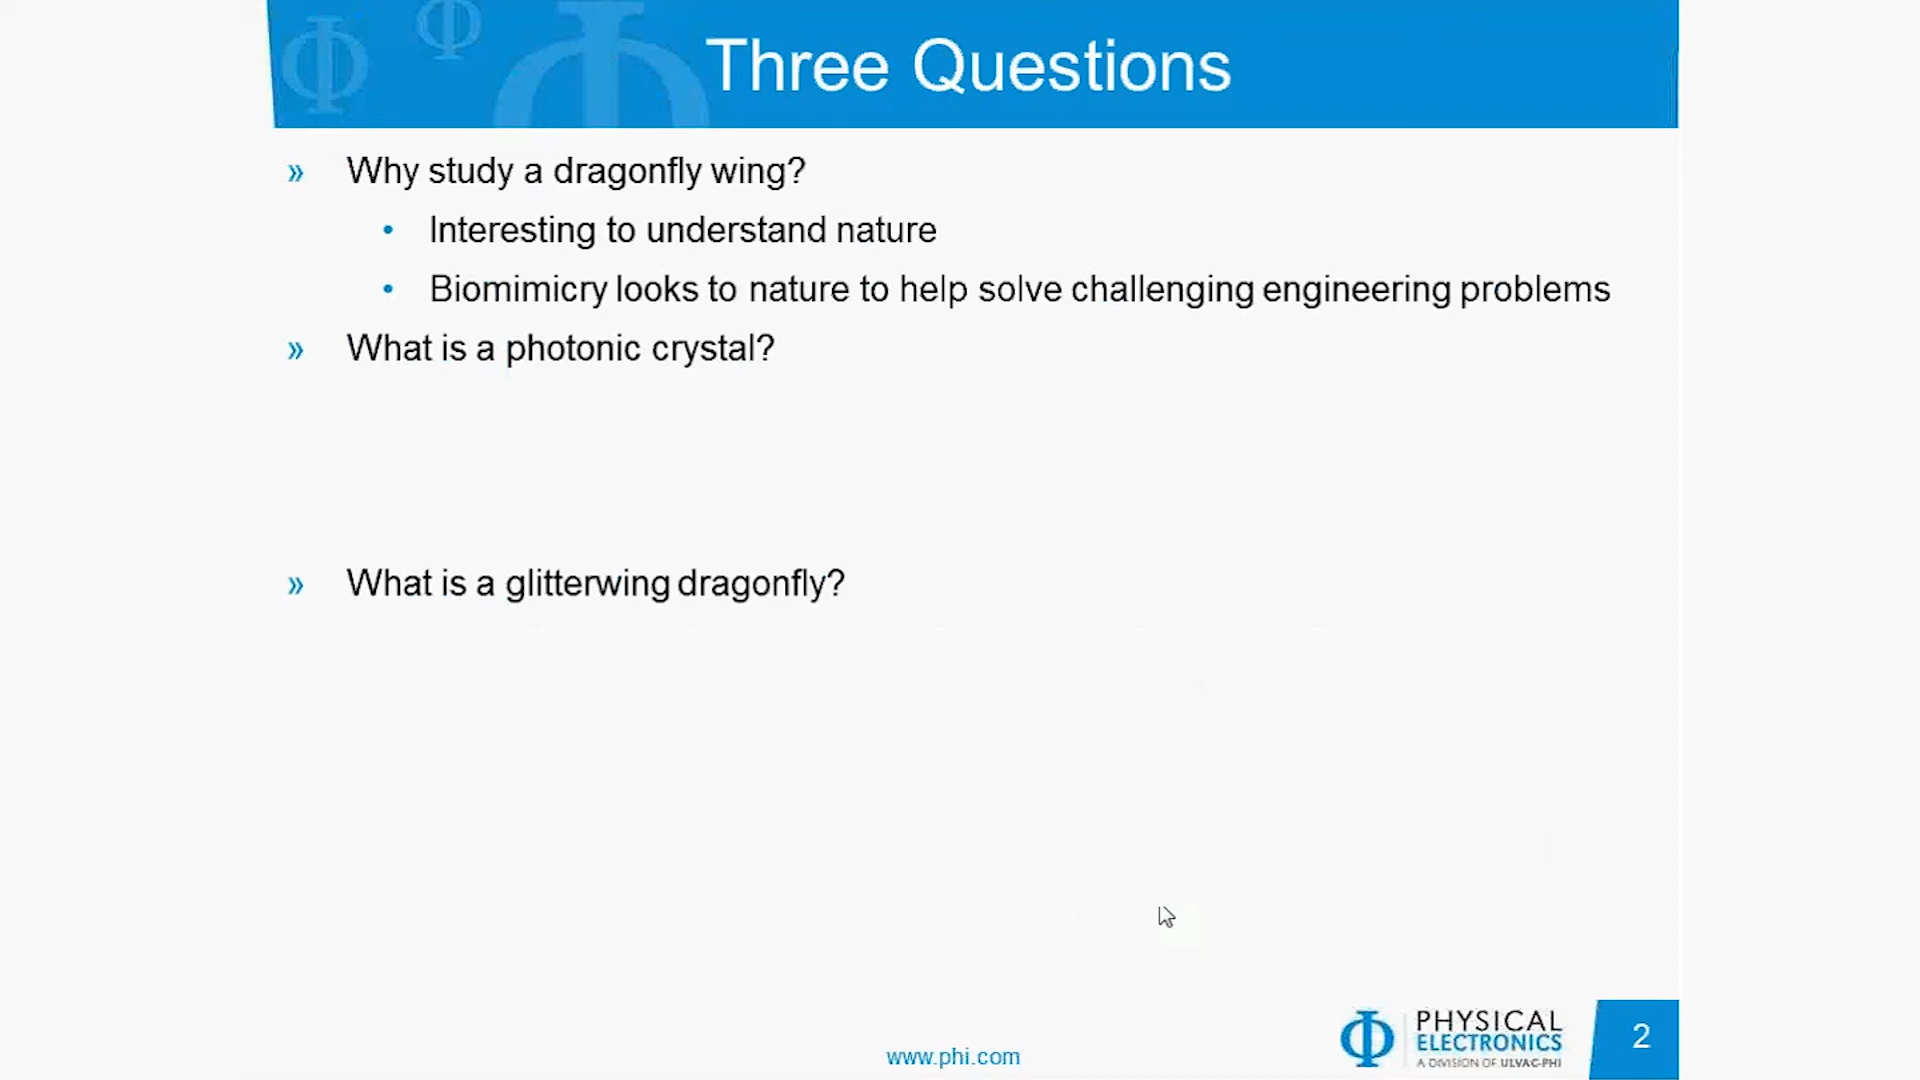 Three Questions
» Why study a dragonfly wing?
• Interesting to understand nature
• Biomimicry looks to nature to help solve challenging engineering problems
» What is a photonic crystal?
» What is a glitterwing dragonfly?
www.phi.com
PHYSICAL
ELECTRONICS
A DIVISION OF ULVAC-PHI
2